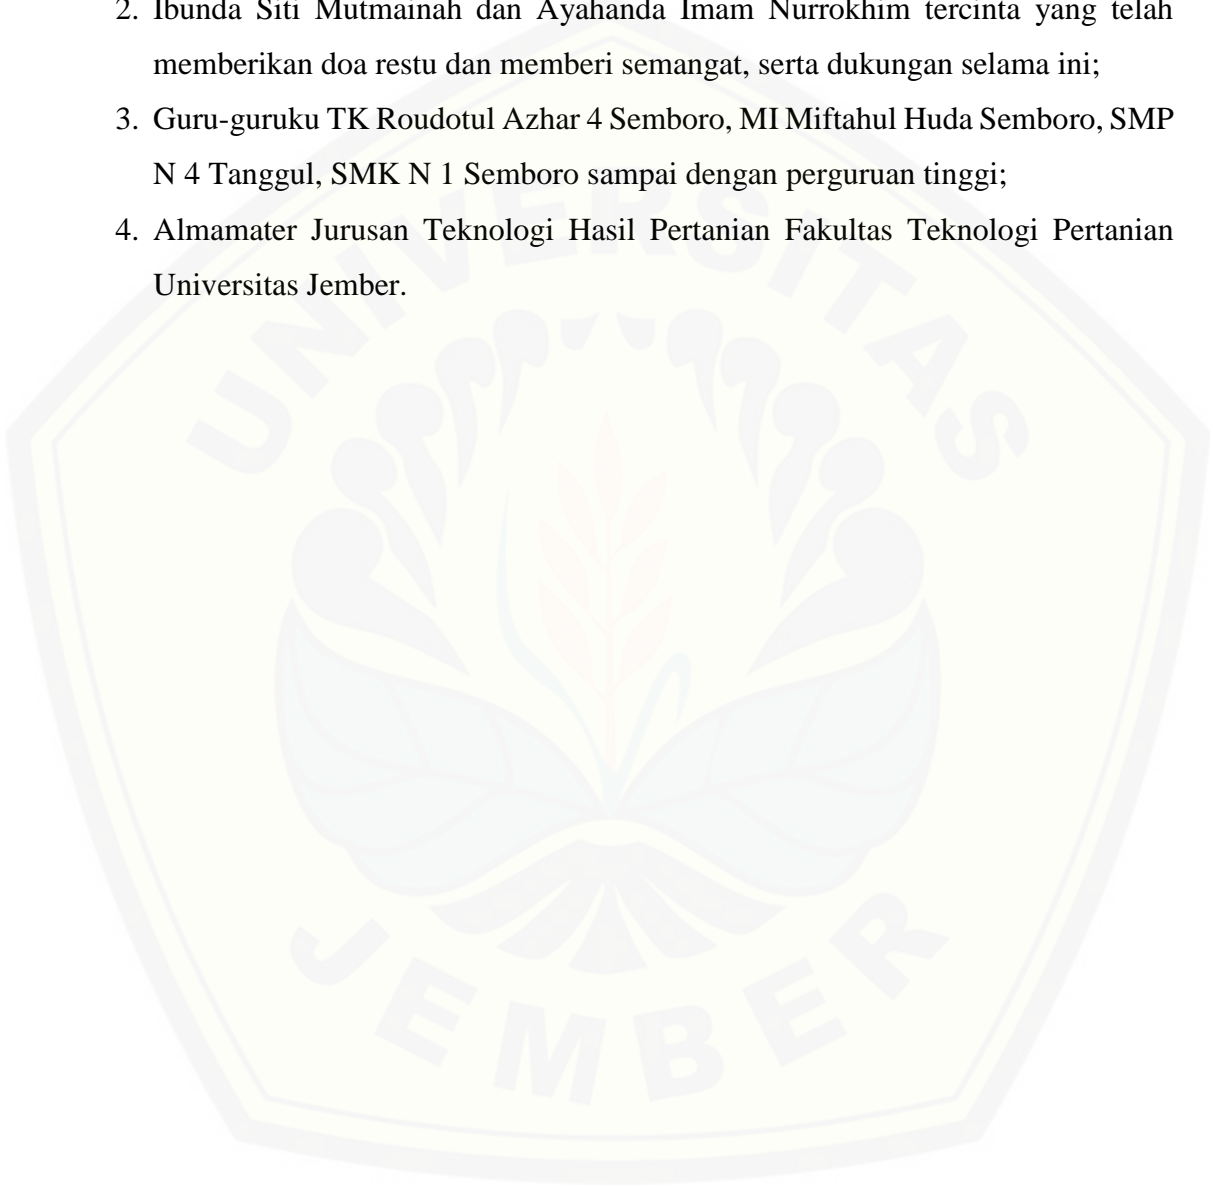 2. Ibunda Siti Mutmainah dan Ayahanda Imam Nurrokhim tercinta yang telah
memberikan doa restu dan memberi semangat, serta dukungan selama ini;
3. Guru-guruku TK Roudotul Azhar 4 Semboro, MI Miftahul Huda Semboro, SMP
N 4 Tanggul, SMK N 1 Semboro sampai dengan perguruan tinggi;
4. Almamater Jurusan Teknologi Hasil Pertanian Fakultas Teknologi Pertanian
Universitas Jember.
UNIVERSITAS
JEMBER